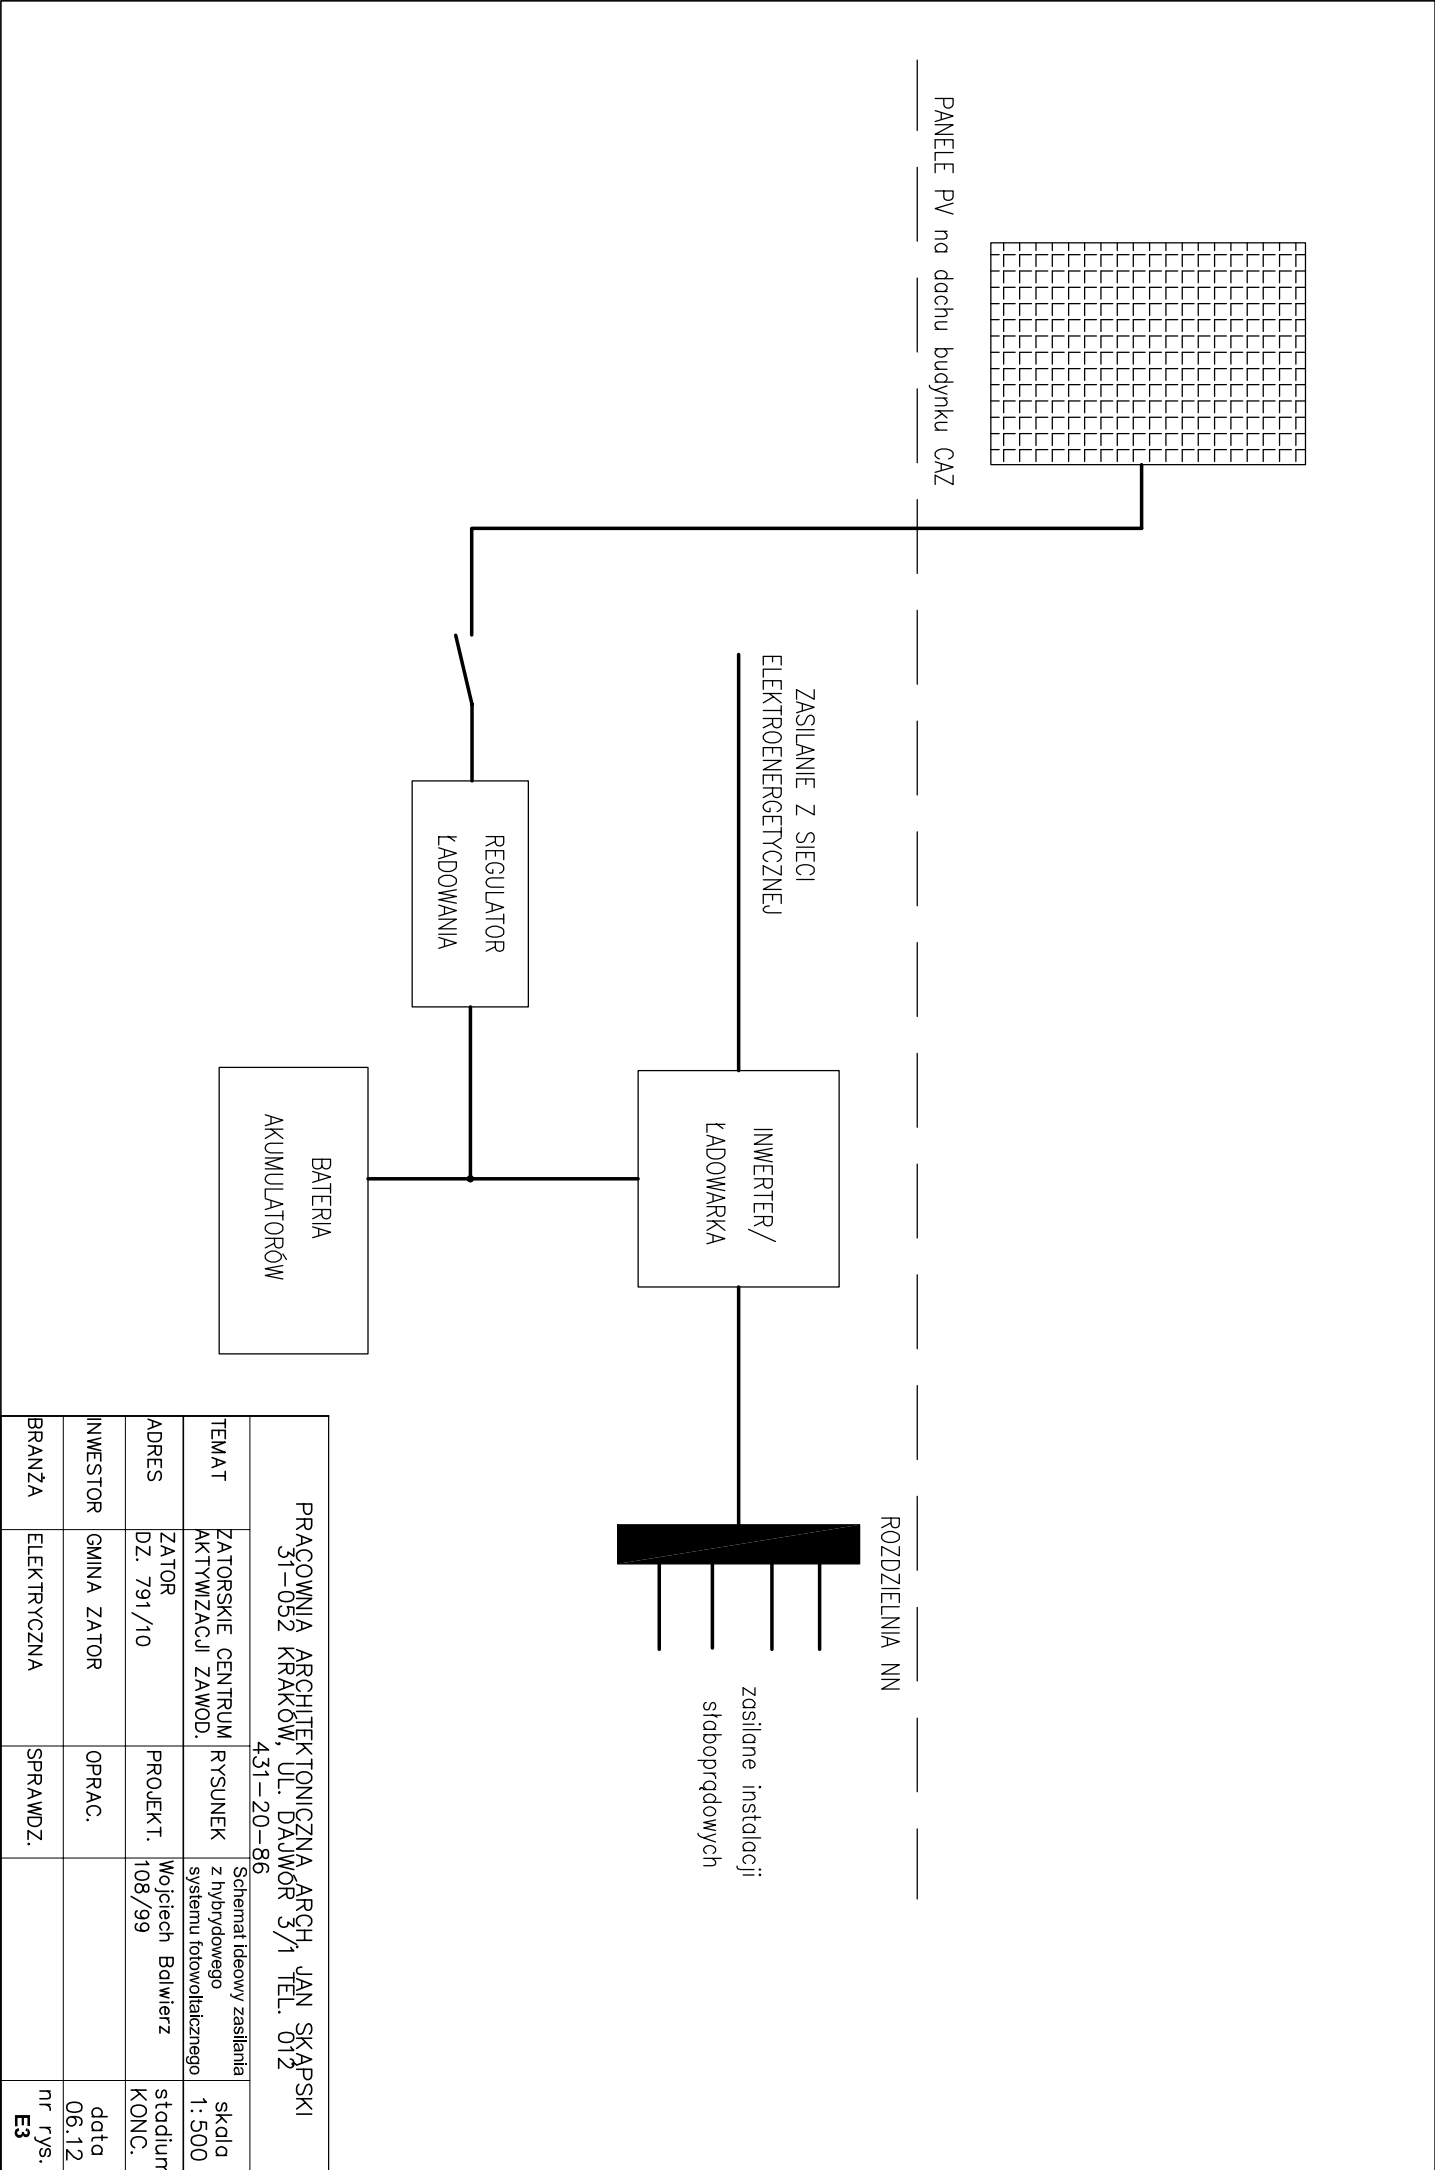 PANELE PV na dachu budynku CAZ
ZASILANIE Z SIECI
ELEKTROENERGETYCZNEJ
ROZDZIELNIA NN
INWERTER/
ŁADOWARKA
zasilane instalacji
słaboprądowych
REGULATOR
ŁADOWANIA
BATERIA
AKUMULATORÓW
PRACOWNIA ARCHITEKTONICZNA ARCH. JAN SKĄPSKI
31-052 KRAKÓW, UL. DAJWÓR 3/1 TEL. 012
431-20-86
TEMAT
ZATORSKIE CENTRUM
AKTYWIZACJI ZAWOD.
RYSUNEK
Schemat ideowy zasilania
z hybrydowego
systemu fotowoltaicznego
skala
1: 500
ADRES
ZATOR
DZ. 791/10
PROJEKT.
Wojciech Balwierz
108/99
stadium
KONC.
INWESTOR
GMINA ZATOR
OPRAC.
data
06.12
BRANŻA
ELEKTRYCZNA
SPRAWDZ.
nr rys.
E3